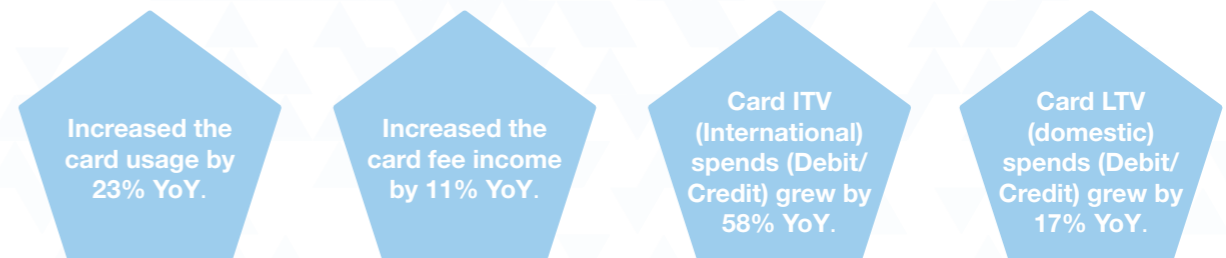 Increased the
card usage by
23% YoY.
Increased the
card fee income
by 11% YoY.
Card ITV
(International)
spends (Debit/
Credit) grew by
58% YoY.
Card LTV
(domestic)
spends (Debit/
Credit) grew by
17% YoY.